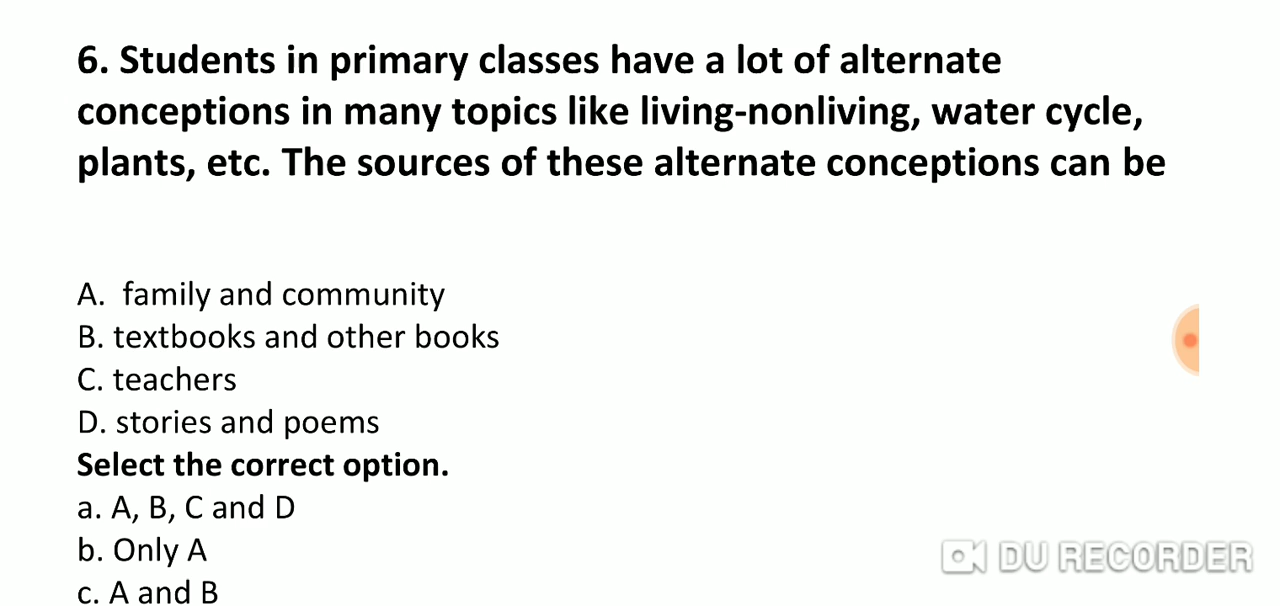 6. Students in primary classes have a lot of alternate
conceptions in many topics like living-nonliving, water cycle,
plants, etc. The sources of these alternate conceptions can be
A. family and community
B. textbooks and other books
C. teachers
D. stories and poems
Select the correct option.
a. A, B, C and D
b. Only A
c. A and B
DU RECORDER